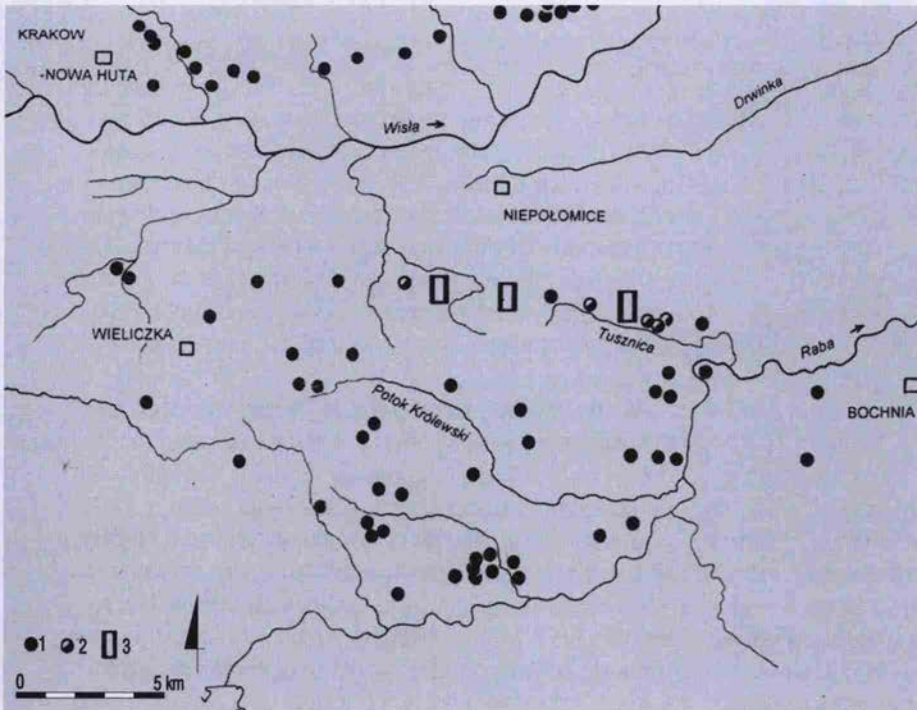 KRAKOW
-NOWA HUTA
Wisła →
Drwinka
NIEPOŁOMICE
WIELICZKA
Tusznica
Raba →
BOCHNIA
Potok Królewski
1 2 3
0 5 km